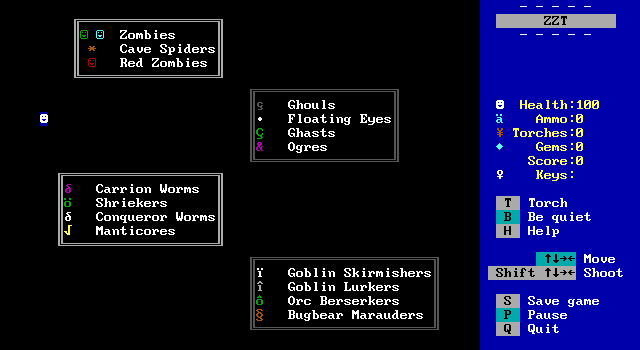 Zombies
Cave Spiders
Red Zombies
Ghouls
Floating Eyes
Ghasts
Ogres
Carrion Worms
Shriekers
Conqueror Worms
Manticores
Goblin Skirmishers
Goblin Lurkers
Orc Berserkers
Bugbear Marauders
ZZT
Health:100
Ammo:0
Torches:0
Gems:0
Score:0
Keys:
T Torch
B Be quiet
H Help
↑↓→← Move
Shift ↑↓→← Shoot
S Save game
P Pause
Q Quit